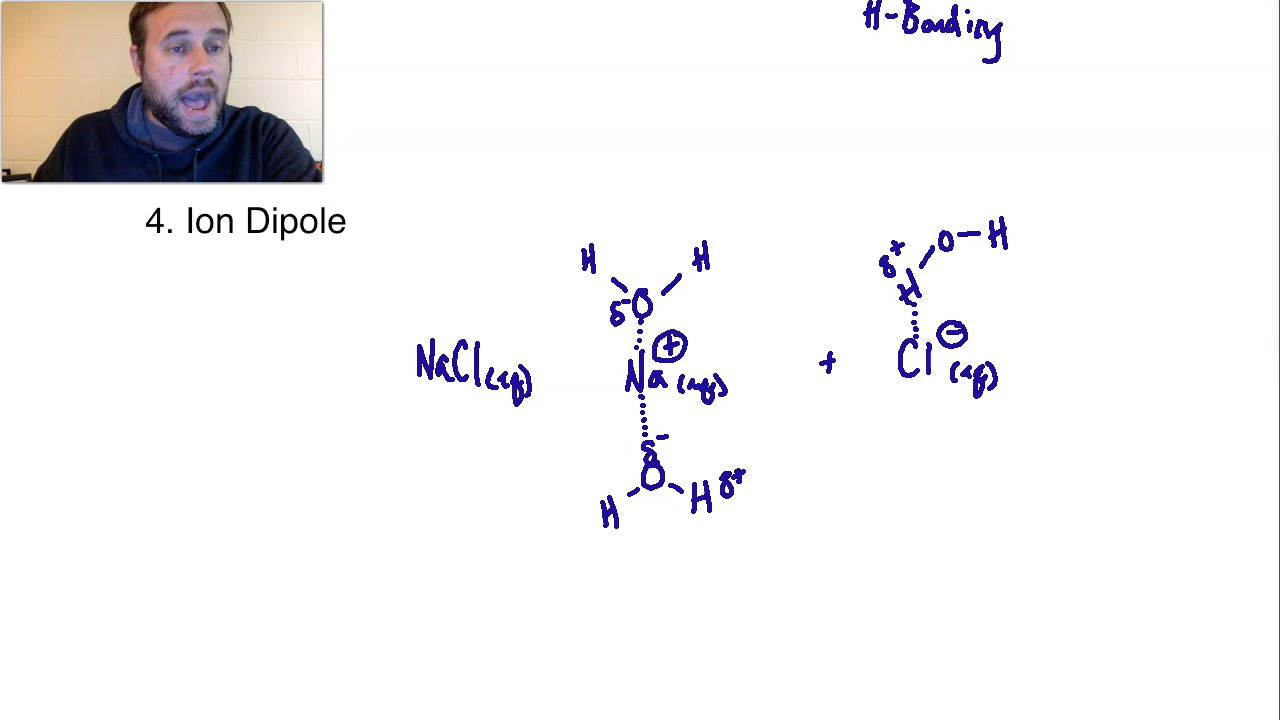 H-Bonding
4. Ion Dipole
H H
δ⁻ O
NaCl(aq) Na ⊕ (aq) + Cl ⊖ (aq)
δ⁺ H O — H
δ⁻
O
H H δ⁺